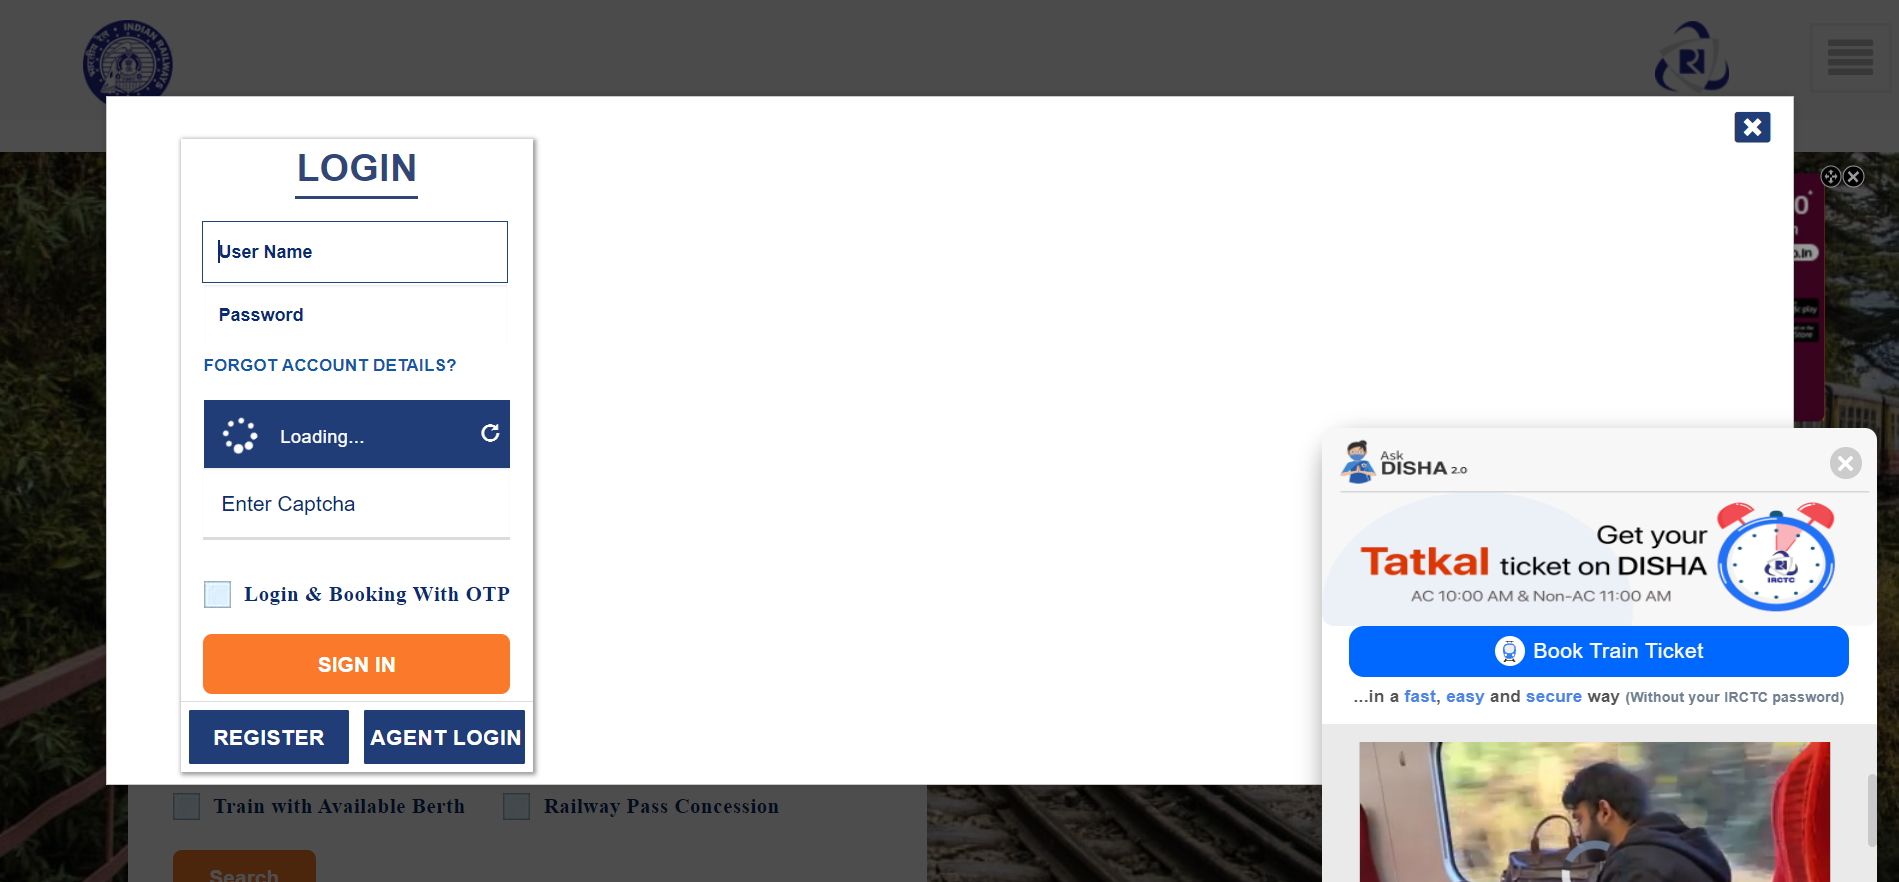 INDIAN RAILWAYS
LOGIN
User Name
Password
FORGOT ACCOUNT DETAILS?
Loading...
Enter Captcha
Login & Booking With OTP
SIGN IN
REGISTER
AGENT LOGIN
Train with Available Berth
Railway Pass Concession
Search
Ask
DISHA 2.0
Get your
Tatkal ticket on DISHA
AC 10:00 AM & Non-AC 11:00 AM
IRCTC
Book Train Ticket
...in a fast, easy and secure way (Without your IRCTC password)